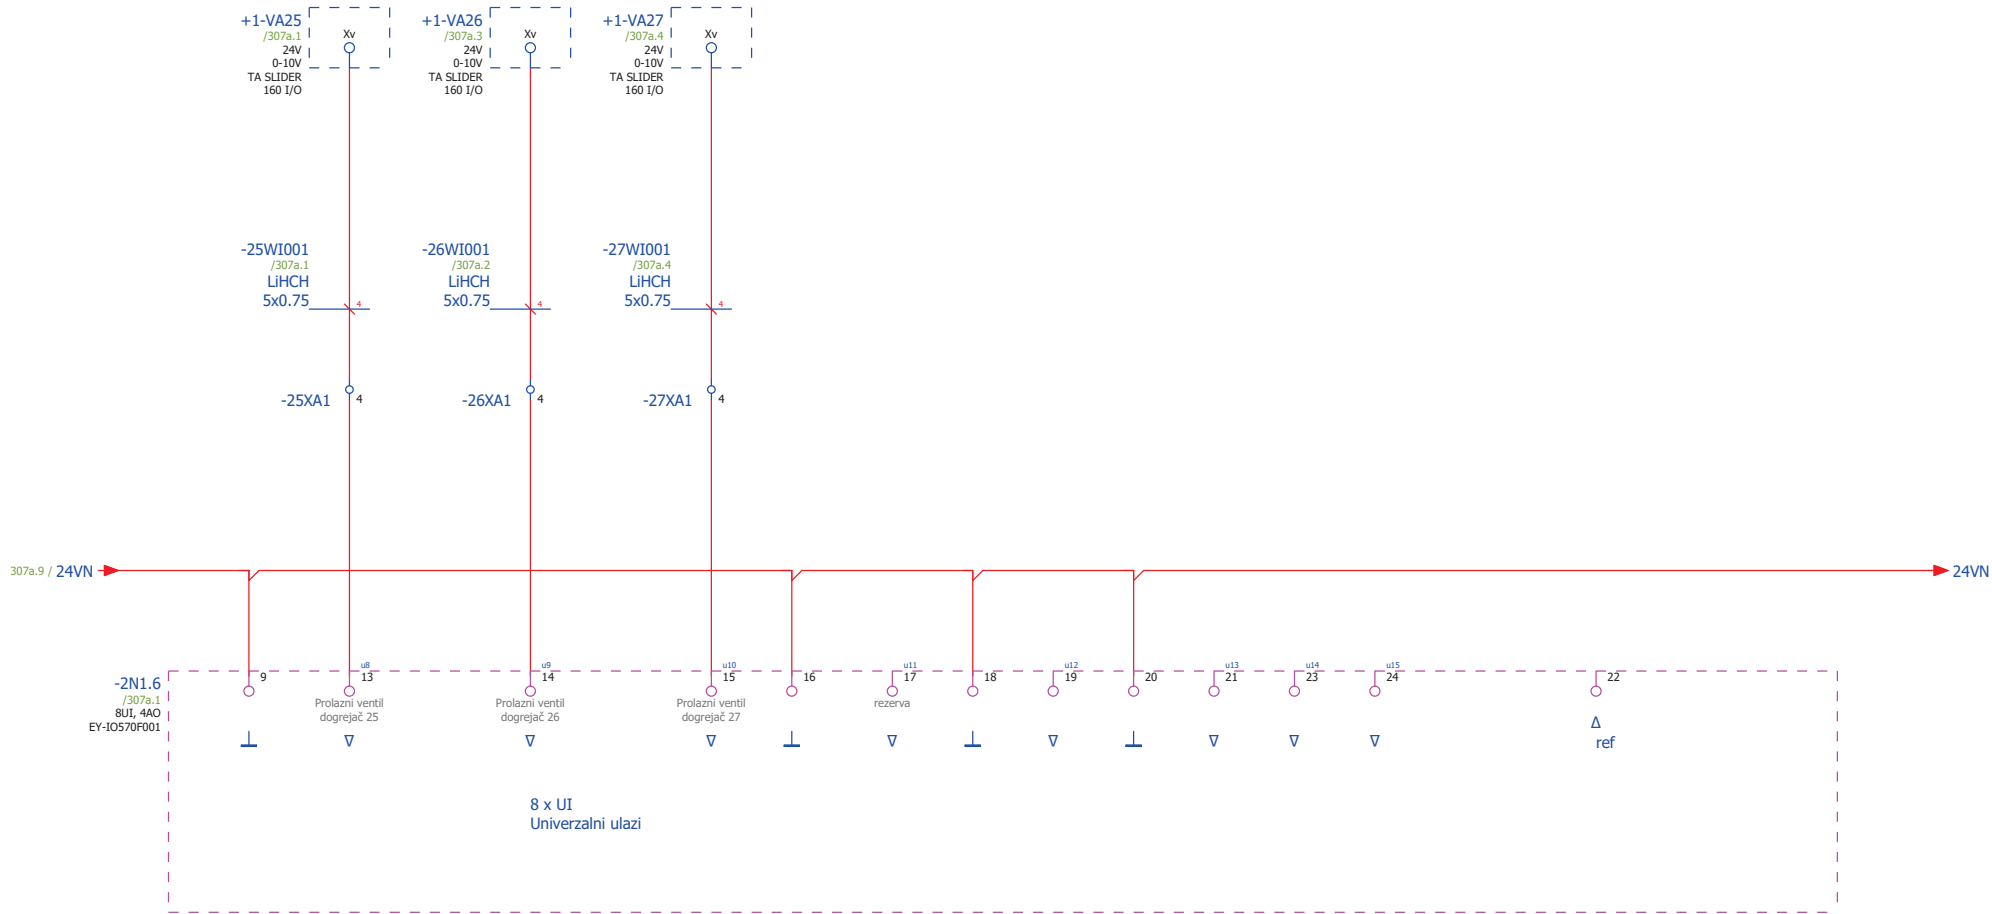 +1-VA25
/307a.1
24V
0-10V
TA SLIDER
160 I/O
Xv
+1-VA26
/307a.3
24V
0-10V
TA SLIDER
160 I/O
Xv
+1-VA27
/307a.4
24V
0-10V
TA SLIDER
160 I/O
Xv
-25WI001
/307a.1
LiHCH
5x0.75
4
-26WI001
/307a.2
LiHCH
5x0.75
4
-27WI001
/307a.4
LiHCH
5x0.75
4
-25XA1
4
-26XA1
4
-27XA1
4
307a.9 / 24VN
24VN
-2N1.6
/307a.1
8UI, 4AO
EY-IO570F001
9
u8
13
Prolazni ventil
dogrejač 25
u9
14
Prolazni ventil
dogrejač 26
u10
15
Prolazni ventil
dogrejač 27
16
u11
17
rezerva
18
u12
19
20
u13
21
u14
23
u15
24
22
Δ
ref
8 x UI
Univerzalni ulazi